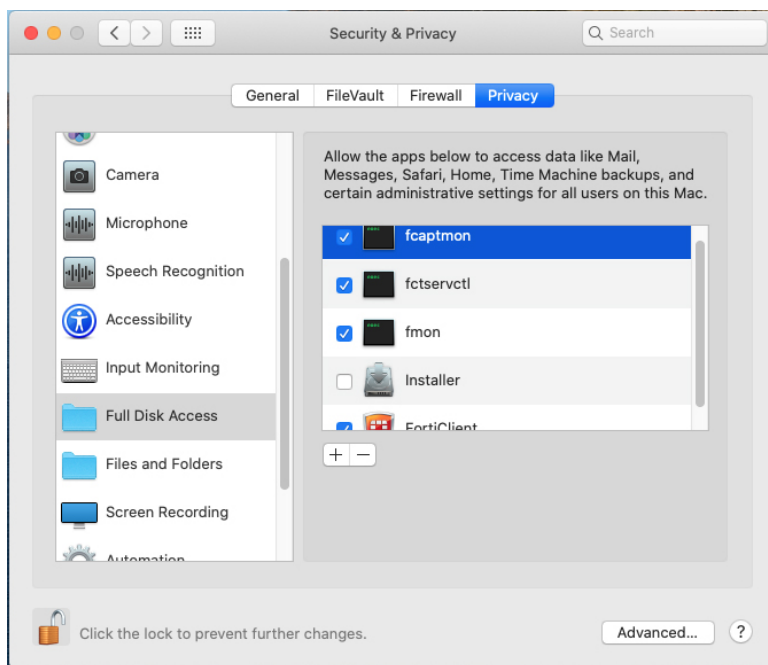 Security & Privacy
Search
General
FileVault
Firewall
Privacy
Camera
Microphone
Speech Recognition
Accessibility
Input Monitoring
Full Disk Access
Files and Folders
Screen Recording
Automation
Allow the apps below to access data like Mail,
Messages, Safari, Home, Time Machine backups, and
certain administrative settings for all users on this Mac.
fcaptmon
fctservctl
fmon
Installer
FortiClient
+
−
Click the lock to prevent further changes.
Advanced...
?